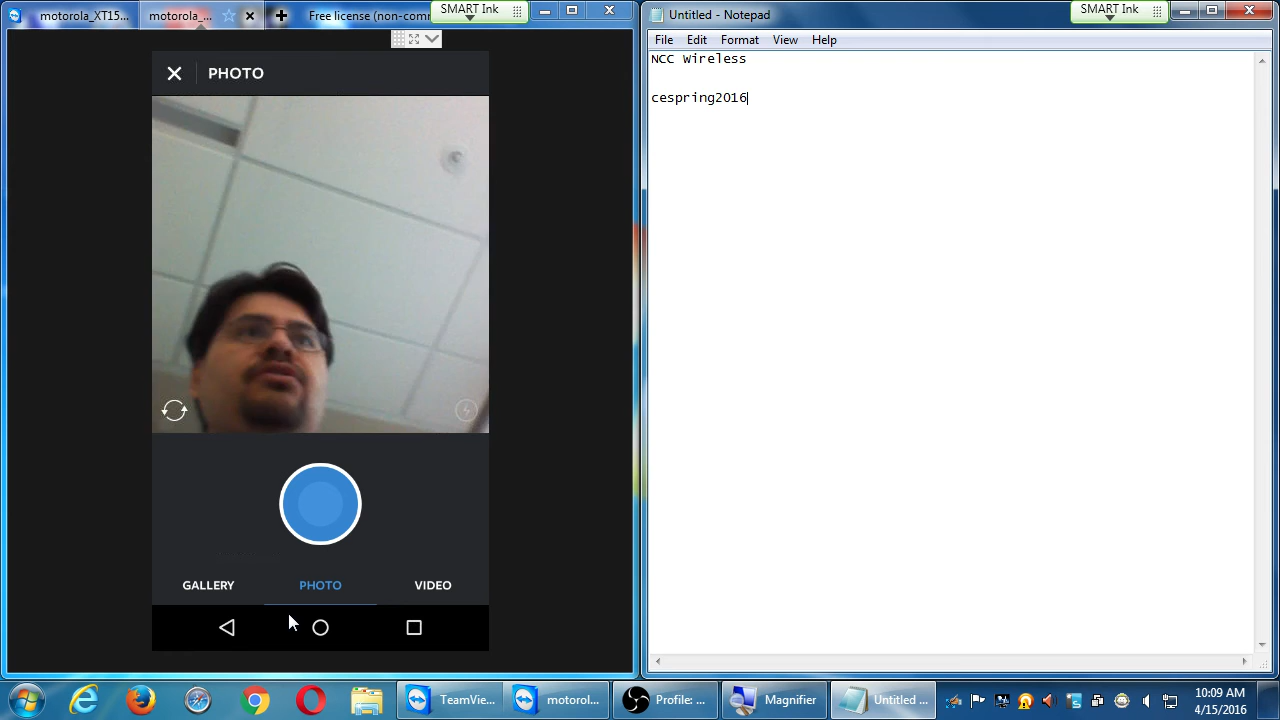 motorola_XT15...
motorola_...
Free license (non-comm
SMART Ink
PHOTO
GALLERY
PHOTO
VIDEO
Untitled - Notepad
SMART Ink
File Edit Format View Help
NCC Wireless
cespring2016
TeamVie...
motorol...
Profile: ...
Magnifier
Untitled ...
10:09 AM
4/15/2016